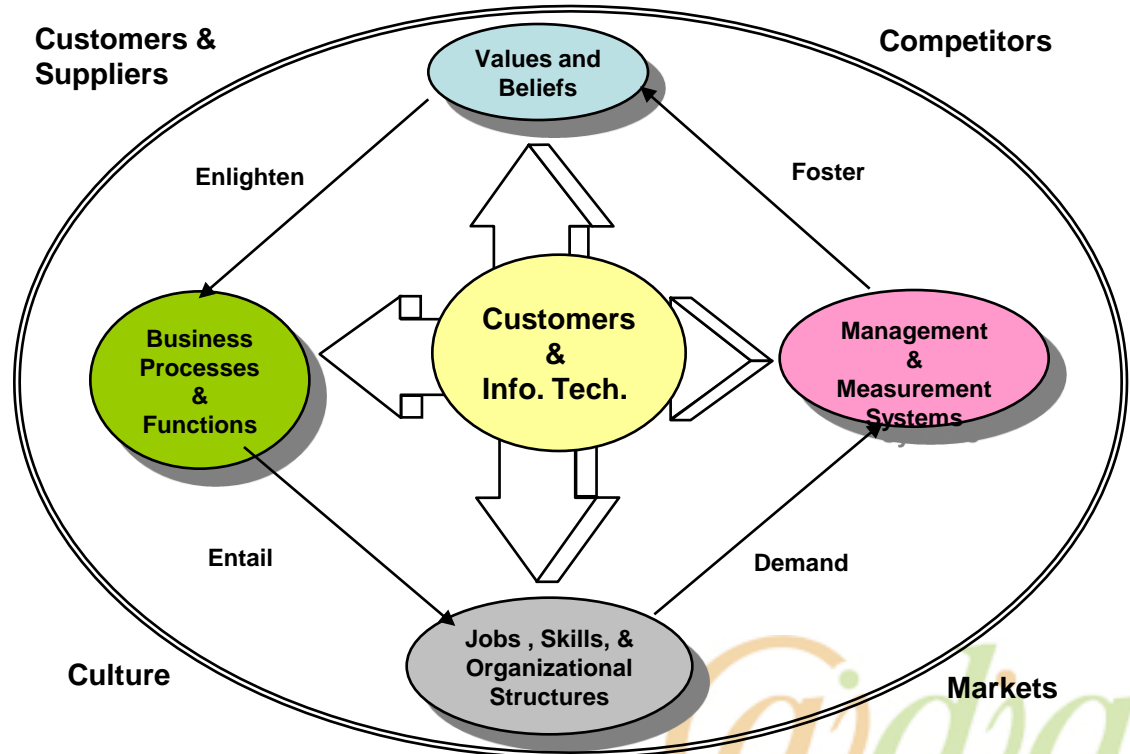 Customers &
Suppliers
Competitors
Values and
Beliefs
Enlighten
Foster
Customers
&
Info. Tech.
Business
Processes
&
Functions
Management
&
Measurement
Systems
Entail
Demand
Jobs , Skills, &
Organizational
Structures
Culture
Markets